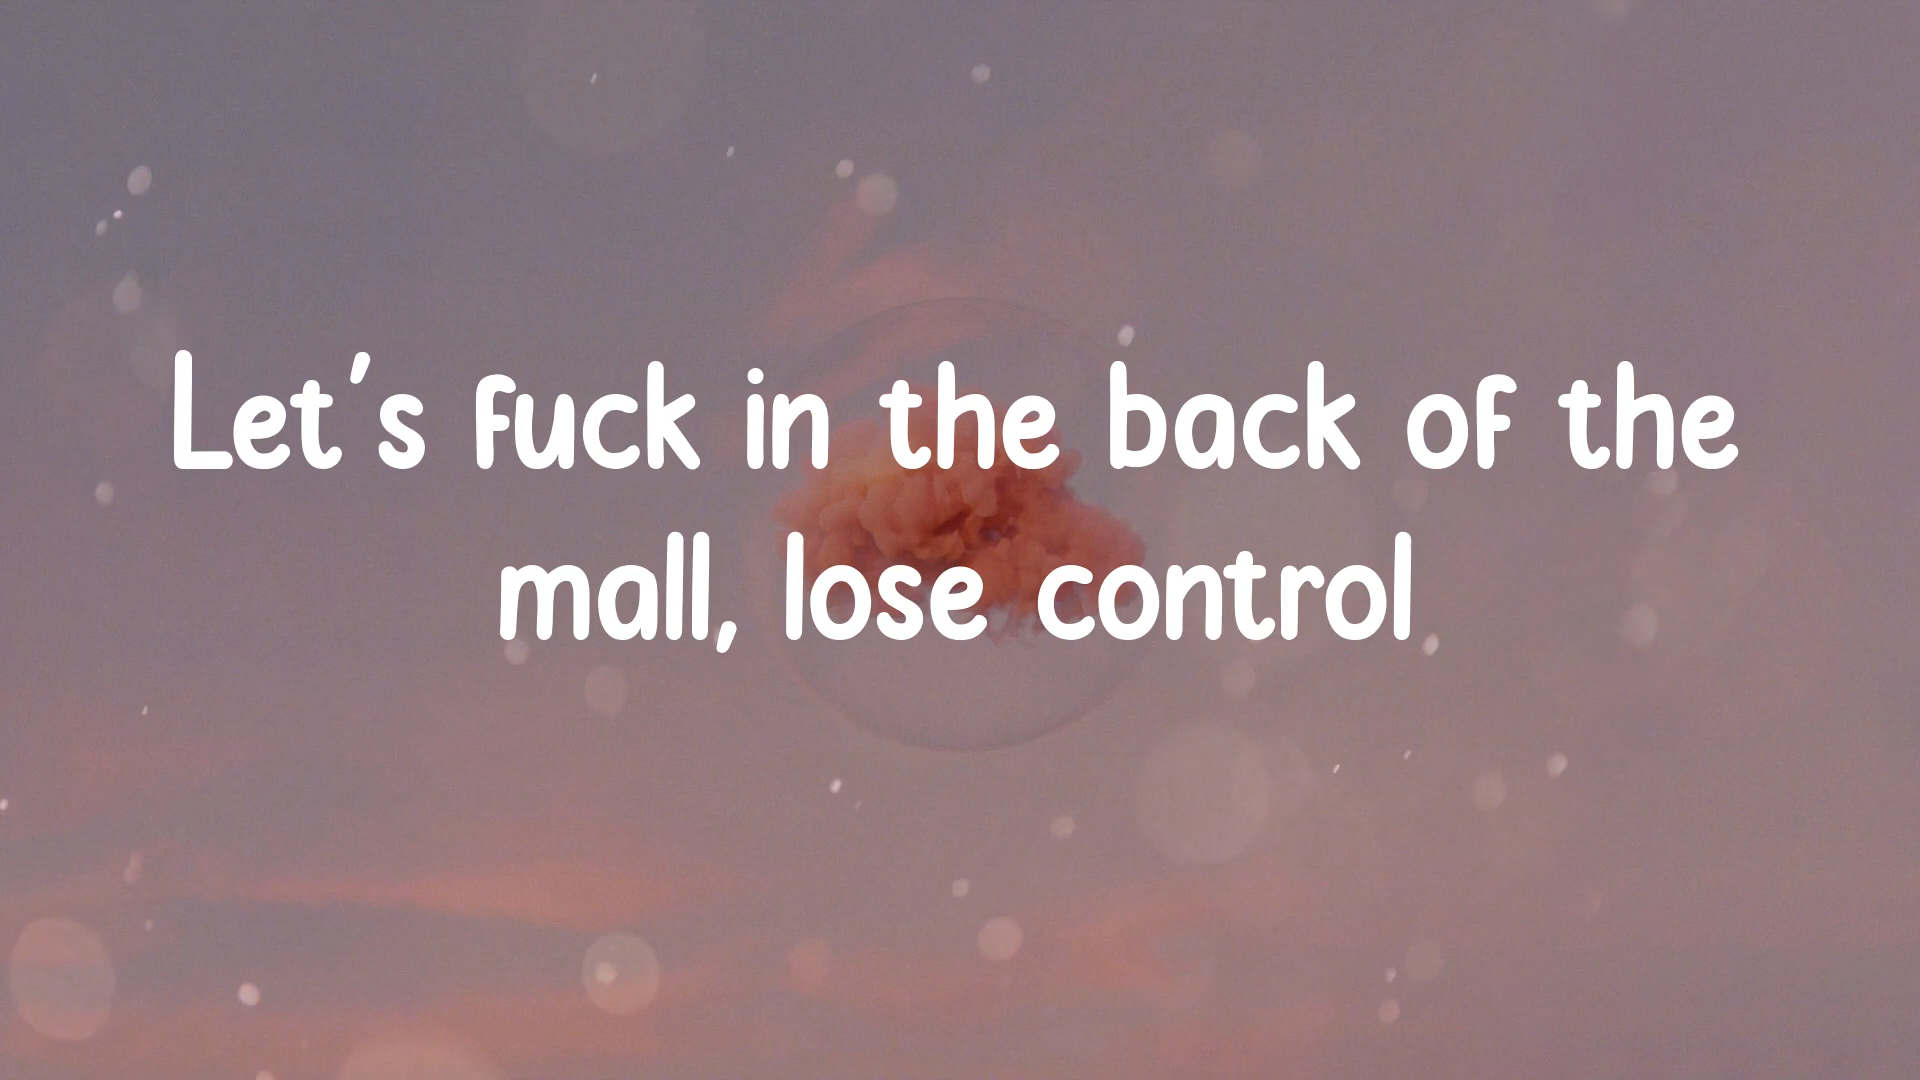 Let's fuck in the back of the
mall, lose control